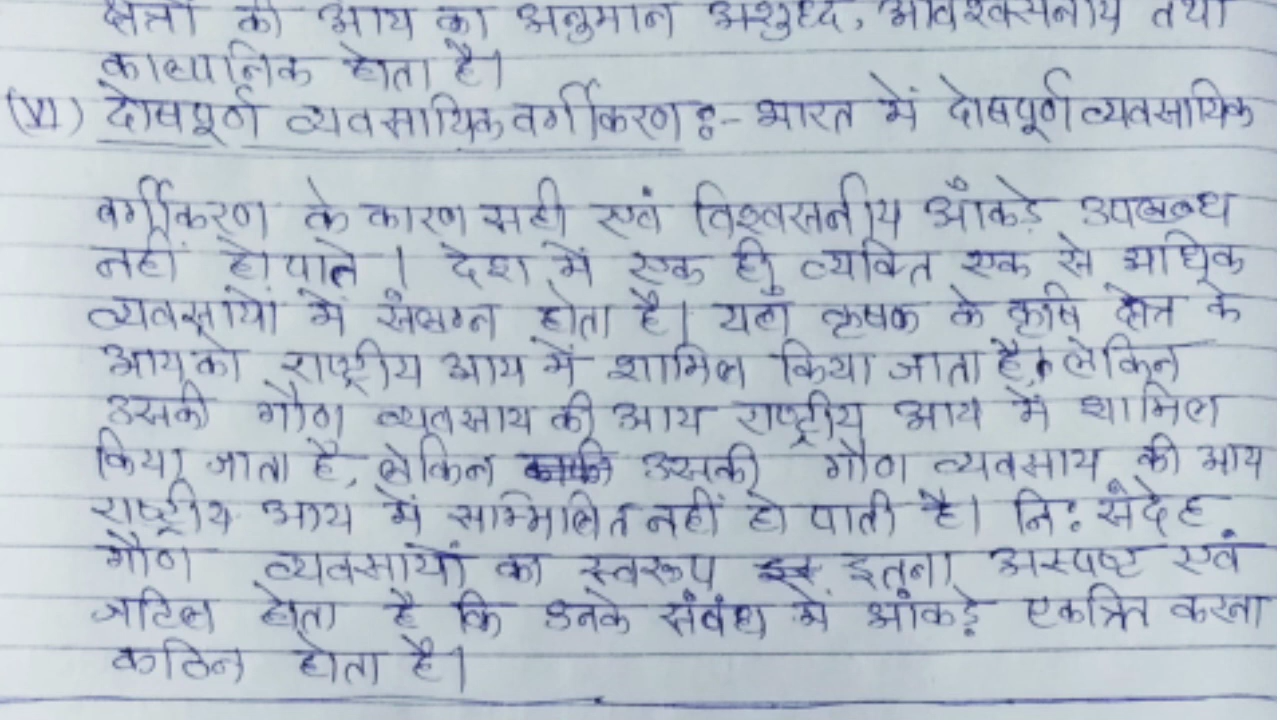 क्षेत्रों की आय का अनुमान अशुद्ध, अविश्वसनीय तथा
काल्पनिक होता है।
(VI) दोषपूर्ण व्यवसायिक वर्गीकरण :- भारत में दोषपूर्ण व्यवसायिक
वर्गीकरण के कारण सही एवं विश्वसनीय आँकड़े उपलब्ध
नहीं हो पाते । देश में एक ही व्यक्ति एक से अधिक
व्यवसायों में संलग्न होता है। यहाँ कृषक के कृषि क्षेत्र के
आय को राष्ट्रीय आय में शामिल किया जाता है, लेकिन
उसकी गौण व्यवसाय की आय राष्ट्रीय आय में शामिल
किया जाता है, लेकिन उसकी गौण व्यवसाय की आय
राष्ट्रीय आय में सम्मिलित नहीं हो पाती है। नि: संदेह
गौण व्यवसायों का स्वरूप इतना अस्पष्ट एवं
जटिल होता है कि उनके संबंध में आंकड़े एकत्रित करना
कठिन होता है।